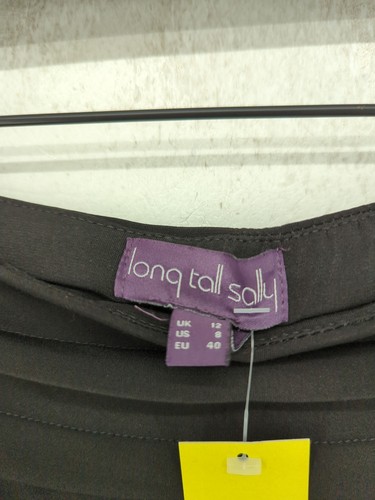 long tall sally
UK 12
US 8
EU 40